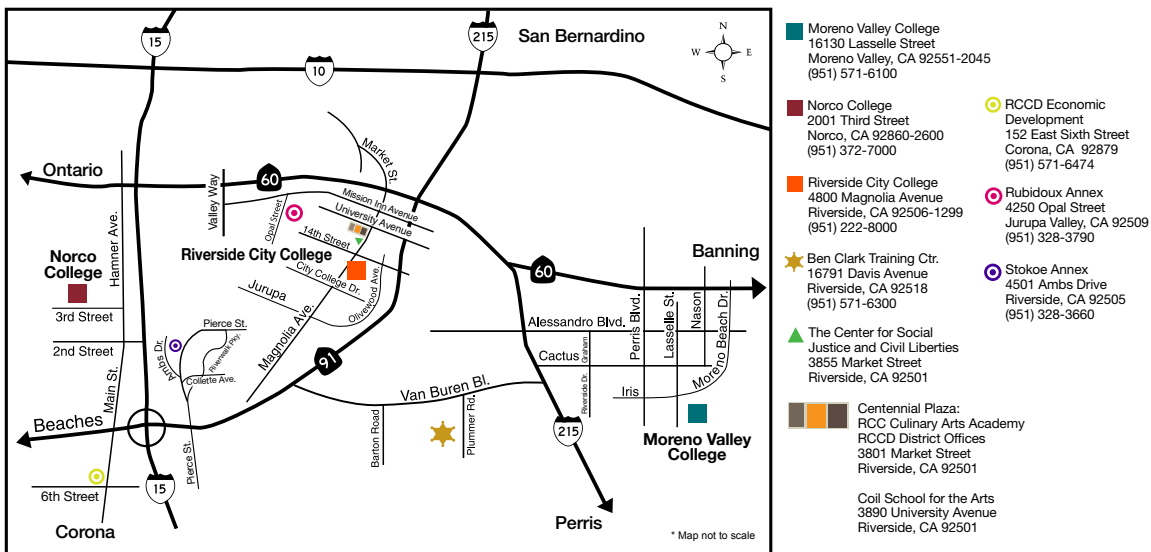 15
215
San Bernardino
N
W
E
S
10
Market St.
Ontario
60
Valley Way
Hamner Ave.
Mission Inn Avenue
University Avenue
Opal Street
14th Street
Riverside City College
Norco
College
City College Dr.
Olivewood Ave.
60
Banning
Jurupa
Magnolia Ave.
3rd Street
Pierce St.
2nd Street
Ambs Dr.
Riverwalk Pky.
Collette Ave.
91
Alessandro Blvd.
Perris Blvd.
Lasselle St.
Nason
Moreno Beach Dr.
Cactus
Graham
Riverside Dr.
Iris
Main St.
Van Buren Bl.
Beaches
Barton Road
Plummer Rd.
Moreno Valley
College
215
Pierce St.
15
6th Street
Corona
Perris
* Map not to scale
Moreno Valley College
16130 Lasselle Street
Moreno Valley, CA 92551-2045
(951) 571-6100
Norco College
2001 Third Street
Norco, CA 92860-2600
(951) 372-7000
Riverside City College
4800 Magnolia Avenue
Riverside, CA 92506-1299
(951) 222-8000
Ben Clark Training Ctr.
16791 Davis Avenue
Riverside, CA 92518
(951) 571-6300
The Center for Social
Justice and Civil Liberties
3855 Market Street
Riverside, CA 92501
Centennial Plaza:
RCC Culinary Arts Academy
RCCD District Offices
3801 Market Street
Riverside, CA 92501
Coil School for the Arts
3890 University Avenue
Riverside, CA 92501
RCCD Economic
Development
152 East Sixth Street
Corona, CA 92879
(951) 571-6474
Rubidoux Annex
4250 Opal Street
Jurupa Valley, CA 92509
(951) 328-3790
Stokoe Annex
4501 Ambs Drive
Riverside, CA 92505
(951) 328-3660